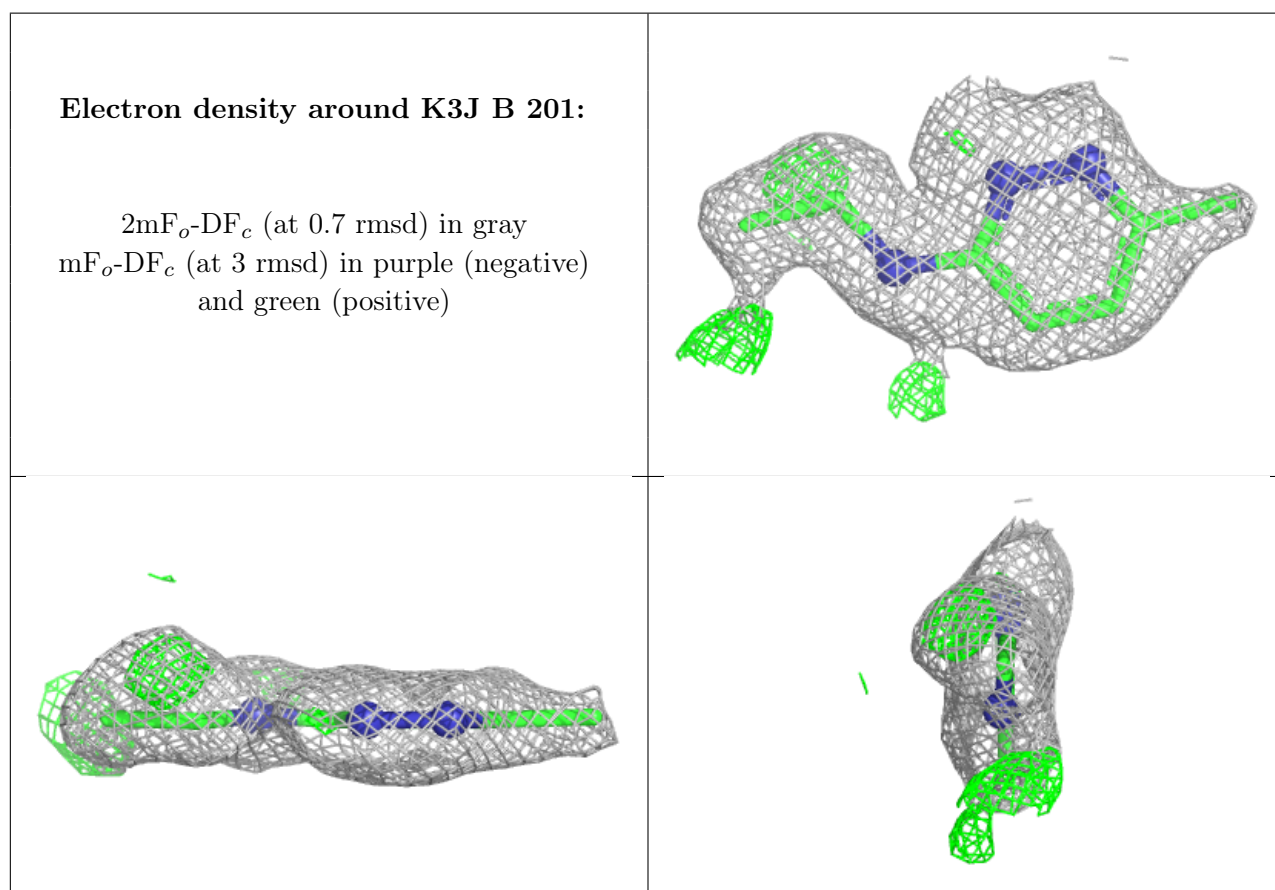 Electron density around K3J B 201:
2mFo-DFc (at 0.7 rmsd) in gray
mFo-DFc (at 3 rmsd) in purple (negative)
and green (positive)